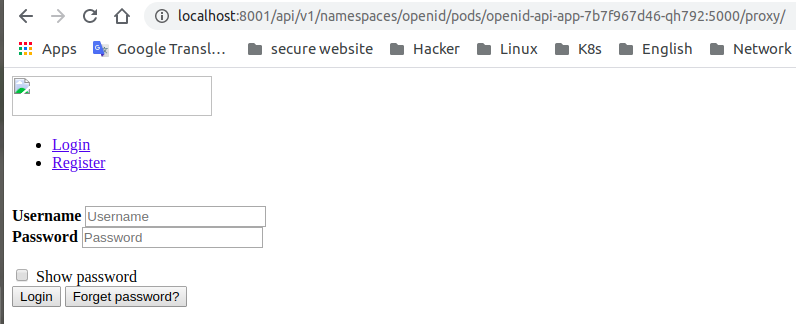 localhost:8001/api/v1/namespaces/openid/pods/openid-api-app-7b7f967d46-qh792:5000/proxy/
Apps Google Transl... secure website Hacker Linux K8s English Network
Login
Register
Username Username
Password Password
Show password
Login Forget password?